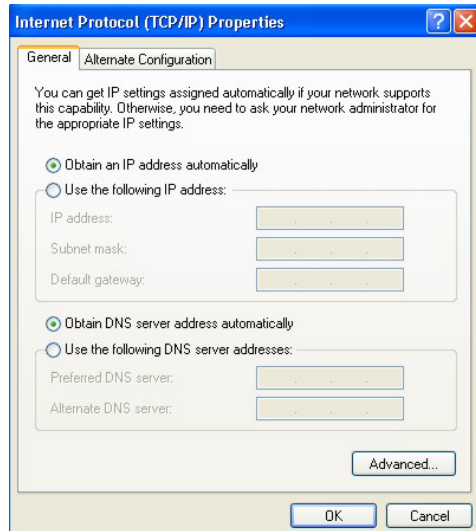 Internet Protocol (TCP/IP) Properties
General
Alternate Configuration
You can get IP settings assigned automatically if your network supports
this capability. Otherwise, you need to ask your network administrator for
the appropriate IP settings.
Obtain an IP address automatically
Use the following IP address:
IP address:
Subnet mask:
Default gateway:
Obtain DNS server address automatically
Use the following DNS server addresses:
Preferred DNS server:
Alternate DNS server:
Advanced...
OK
Cancel